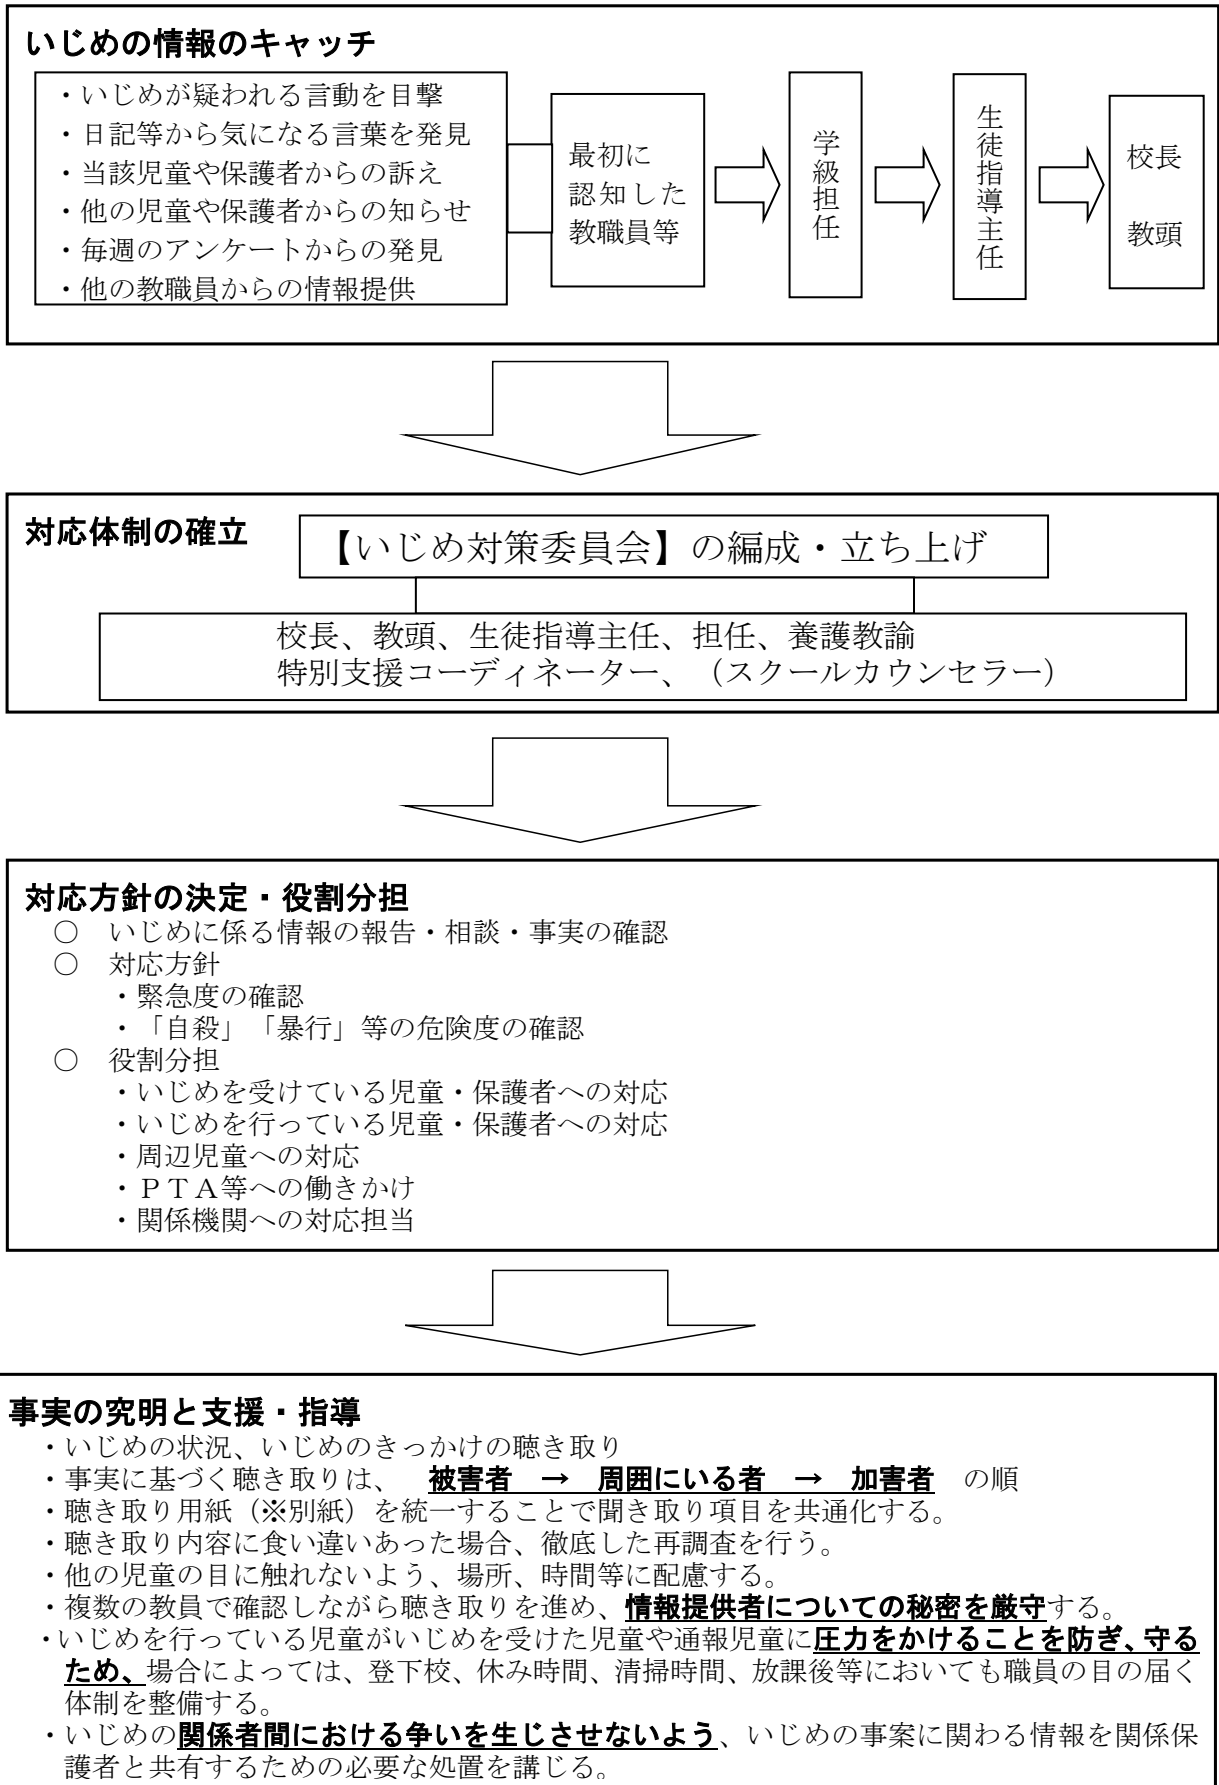 いじめの情報のキャッチ
・いじめが疑われる言動を目撃
・日記等から気になる言葉を発見
・当該児童や保護者からの訴え
・他の児童や保護者からの知らせ
・毎週のアンケートからの発見
・他の教職員からの情報提供
最初に
認知した
教職員等
学級担任
生徒指導主任
校長
教頭
対応体制の確立
【いじめ対策委員会】の編成・立ち上げ
校長、教頭、生徒指導主任、担任、養護教諭
特別支援コーディネーター、（スクールカウンセラー）
対応方針の決定・役割分担
○　いじめに係る情報の報告・相談・事実の確認
○　対応方針
・緊急度の確認
・「自殺」「暴行」等の危険度の確認
○　役割分担
・いじめを受けている児童・保護者への対応
・いじめを行っている児童・保護者への対応
・周辺児童への対応
・ＰＴＡ等への働きかけ
・関係機関への対応担当
事実の究明と支援・指導
・いじめの状況、いじめのきっかけの聴き取り
・事実に基づく聴き取りは、　被害者　→　周囲にいる者　→　加害者　の順
・聴き取り用紙（※別紙）を統一することで聞き取り項目を共通化する。
・聴き取り内容に食い違いあった場合、徹底した再調査を行う。
・他の児童の目に触れないよう、場所、時間等に配慮する。
・複数の教員で確認しながら聴き取りを進め、情報提供者についての秘密を厳守する。
・いじめを行っている児童がいじめを受けた児童や通報児童に圧力をかけることを防ぎ、守る
ため、場合によっては、登下校、休み時間、清掃時間、放課後等においても職員の目の届く
体制を整備する。
・いじめの関係者間における争いを生じさせないよう、いじめの事案に関わる情報を関係保
護者と共有するための必要な処置を講じる。